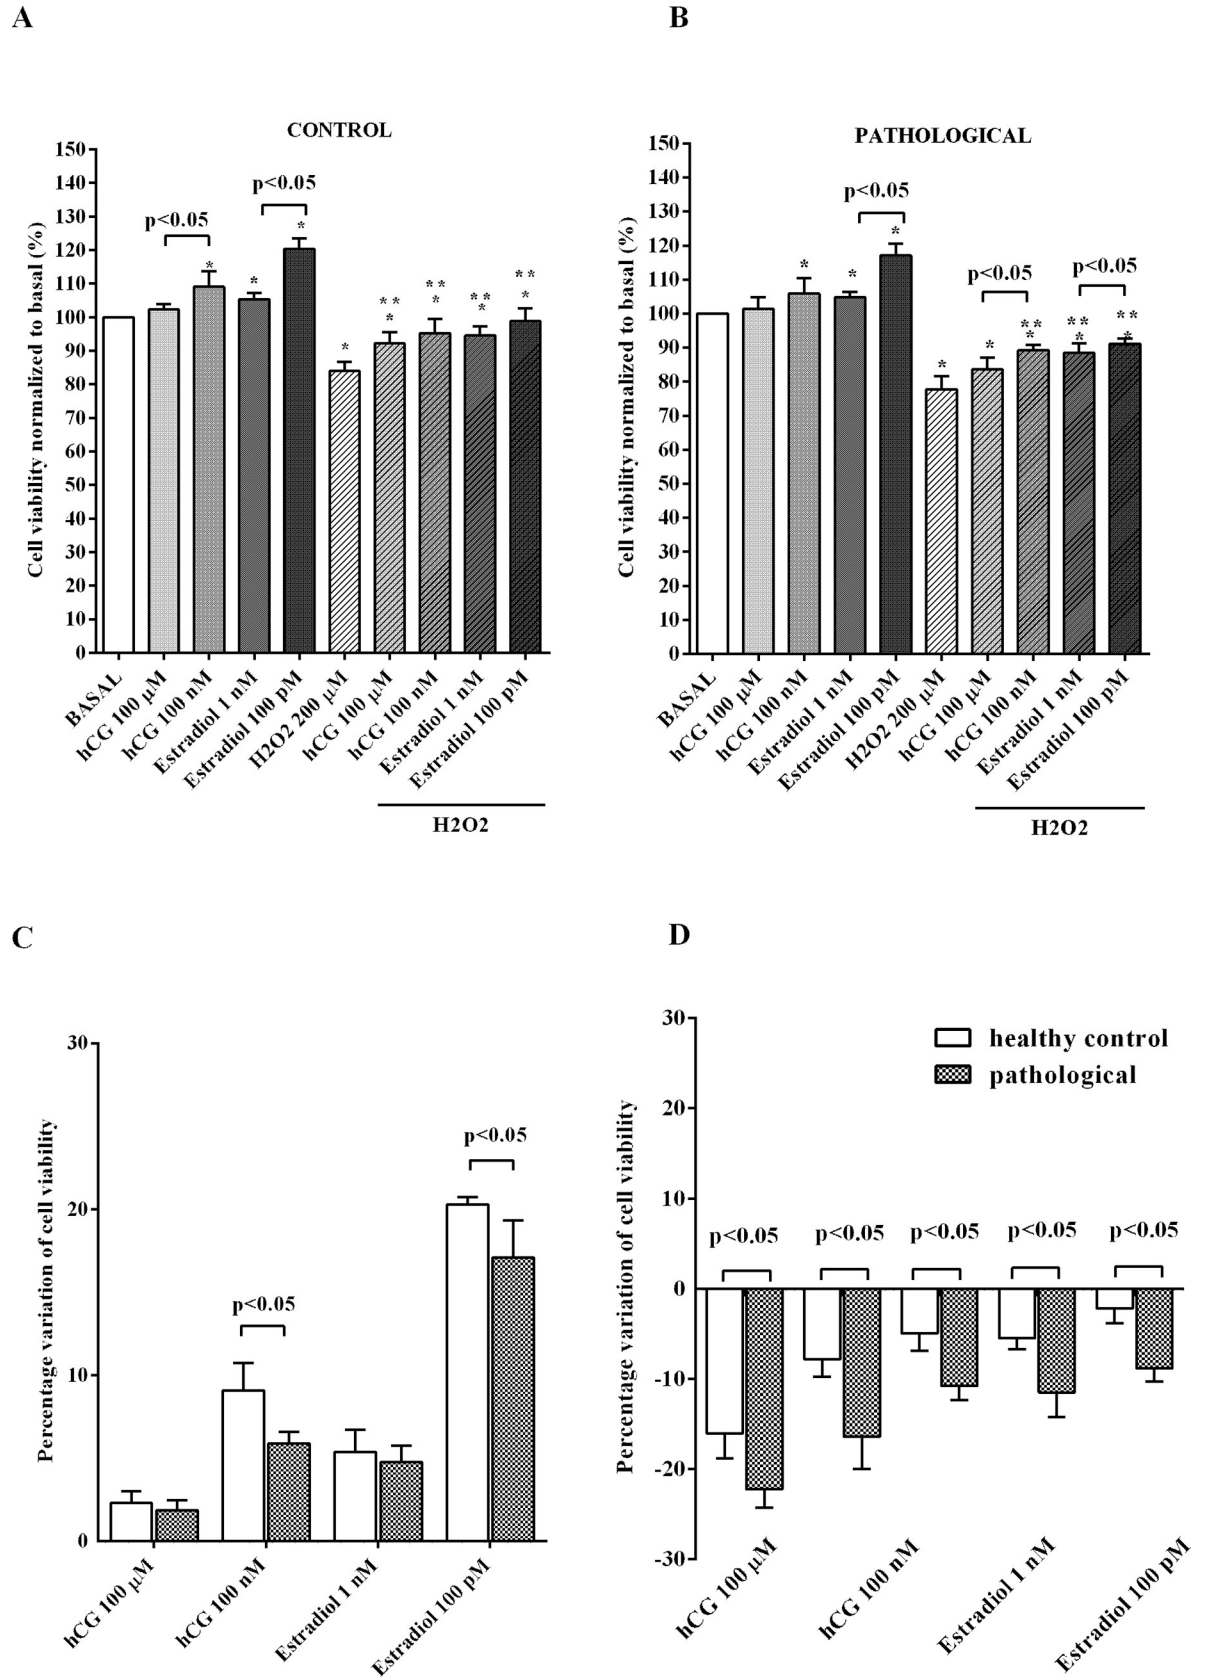 A
CONTROL
Cell viability normalized to basal (%)
150
140
130
120
110
100
90
80
70
60
50
40
30
20
10
0
p<0.05
p<0.05
*
*
*
*
**
*
**
*
**
*
**
*
BASAL
hCG 100 µM
hCG 100 nM
Estradiol 1 nM
Estradiol 100 pM
H2O2 200 µM
hCG 100 µM
hCG 100 nM
Estradiol 1 nM
Estradiol 100 pM
H2O2
B
PATHOLOGICAL
Cell viability normalized to basal (%)
150
140
130
120
110
100
90
80
70
60
50
40
30
20
10
0
p<0.05
p<0.05
p<0.05
*
*
*
*
*
**
*
**
*
**
*
BASAL
hCG 100 µM
hCG 100 nM
Estradiol 1 nM
Estradiol 100 pM
H2O2 200 µM
hCG 100 µM
hCG 100 nM
Estradiol 1 nM
Estradiol 100 pM
H2O2
C
Percentage variation of cell viability
30
20
10
0
p<0.05
p<0.05
hCG 100 µM
hCG 100 nM
Estradiol 1 nM
Estradiol 100 pM
D
Percentage variation of cell viability
30
20
10
0
-10
-20
-30
healthy control
pathological
p<0.05
p<0.05
p<0.05
p<0.05
p<0.05
hCG 100 µM
hCG 100 nM
Estradiol 1 nM
Estradiol 100 pM